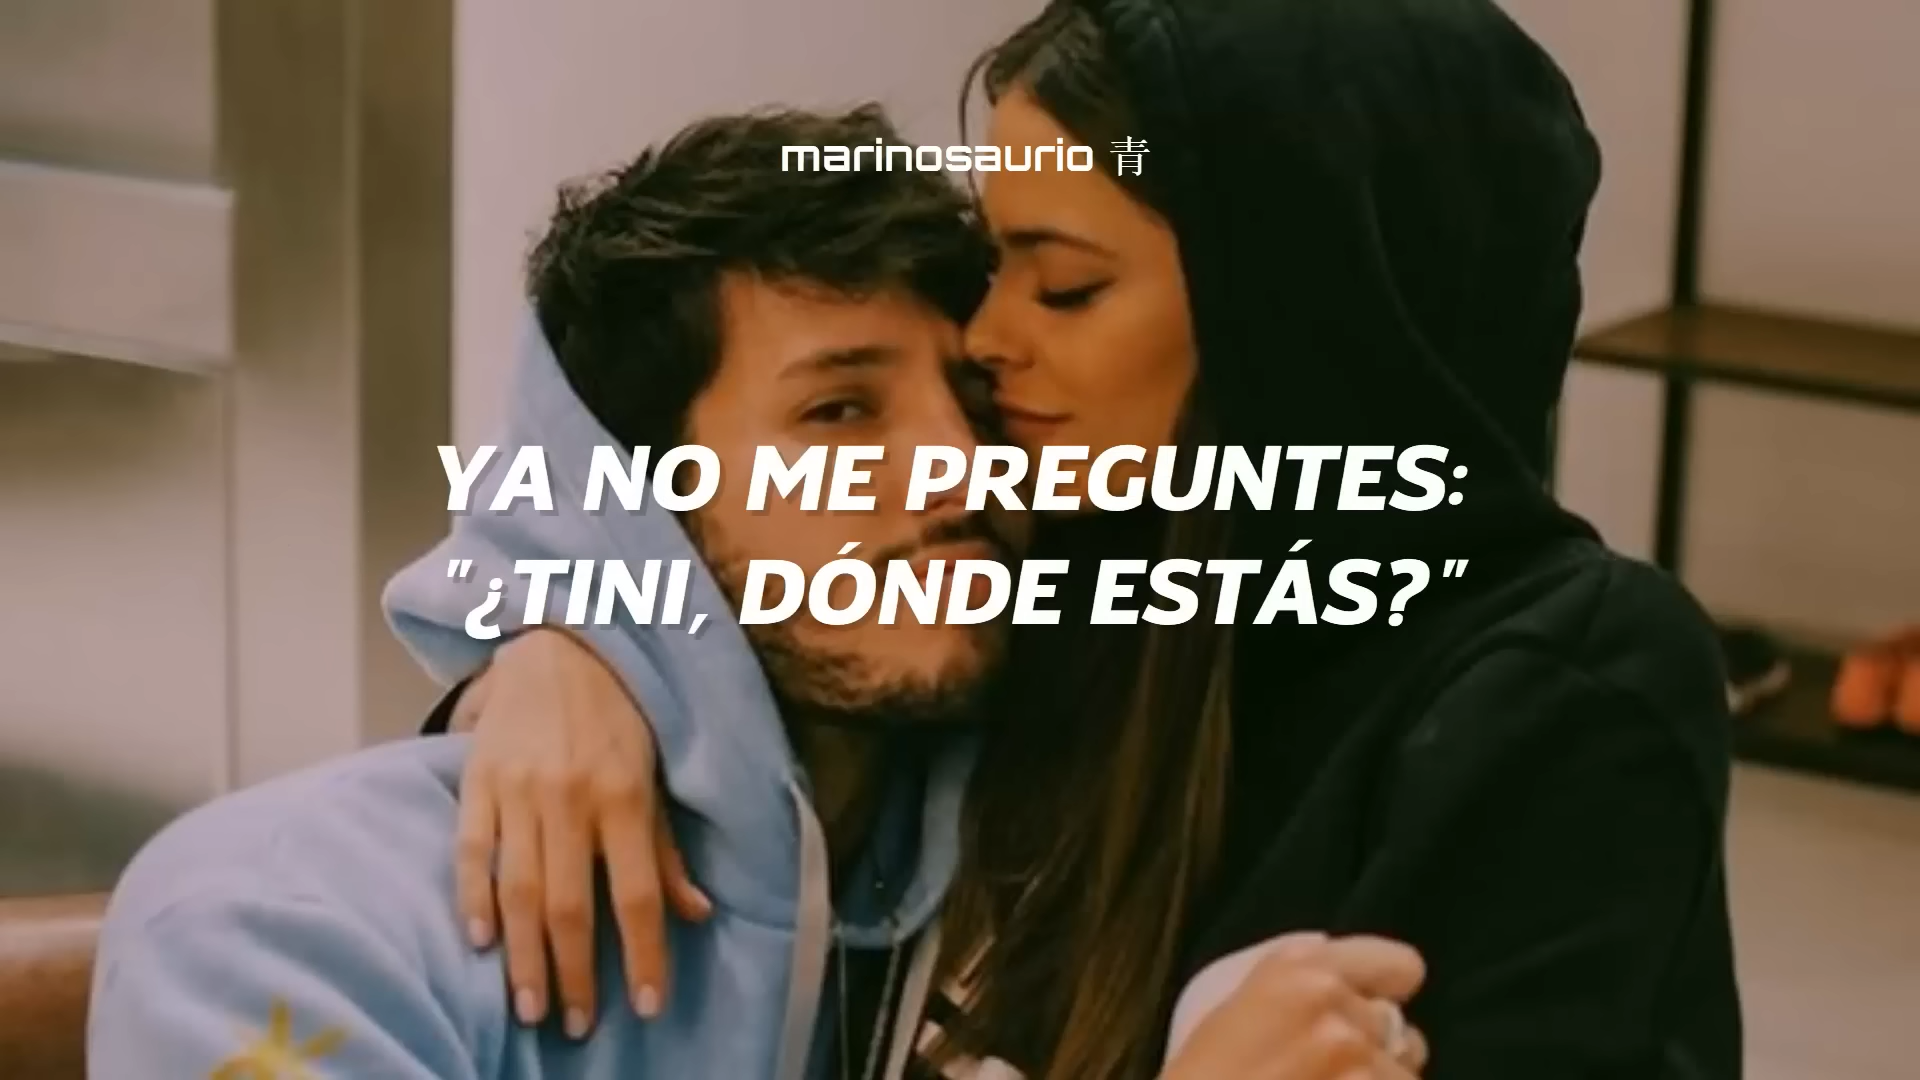 marinosaurio 青
YA NO ME PREGUNTES:
"¿TINI, DÓNDE ESTÁS?"